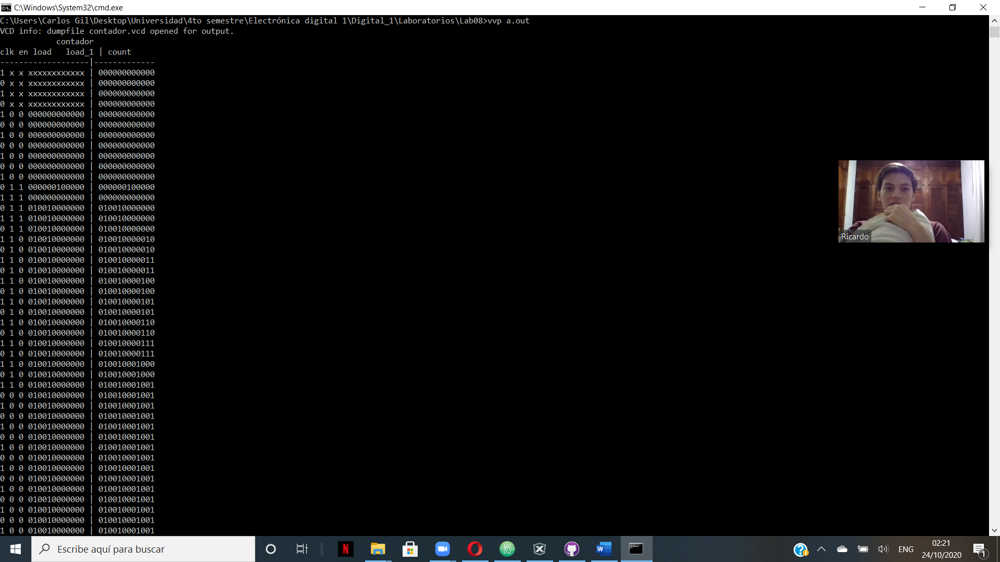 C:\Windows\System32\cmd.exe
C:\Users\Carlos Gil\Desktop\Universidad\4to semestre\Electrónica digital 1\Digital_1\Laboratorios\Lab08>vvp a.out
VCD info: dumpfile contador.vcd opened for output.
contador
clk en load   load_1 | count
-------------------|-------------
1 x x xxxxxxxxxxxx | 000000000000
0 x x xxxxxxxxxxxx | 000000000000
1 x x xxxxxxxxxxxx | 000000000000
0 x x xxxxxxxxxxxx | 000000000000
1 0 0 000000000000 | 000000000000
0 0 0 000000000000 | 000000000000
1 0 0 000000000000 | 000000000000
0 0 0 000000000000 | 000000000000
1 0 0 000000000000 | 000000000000
0 0 0 000000000000 | 000000000000
1 0 0 000000000000 | 000000000000
0 1 1 000000100000 | 000000100000
1 1 1 000000000000 | 000000000000
0 1 1 010010000000 | 010010000000
1 1 1 010010000000 | 010010000000
0 1 1 010010000000 | 010010000000
1 1 0 010010000000 | 010010000010
0 1 0 010010000000 | 010010000010
1 1 0 010010000000 | 010010000011
0 1 0 010010000000 | 010010000011
1 1 0 010010000000 | 010010000100
0 1 0 010010000000 | 010010000100
1 1 0 010010000000 | 010010000101
0 1 0 010010000000 | 010010000101
1 1 0 010010000000 | 010010000110
0 1 0 010010000000 | 010010000110
1 1 0 010010000000 | 010010000111
0 1 0 010010000000 | 010010000111
1 1 0 010010000000 | 010010001000
0 1 0 010010000000 | 010010001000
1 1 0 010010000000 | 010010001001
0 0 0 010010000000 | 010010001001
1 0 0 010010000000 | 010010001001
0 0 0 010010000000 | 010010001001
1 0 0 010010000000 | 010010001001
0 0 0 010010000000 | 010010001001
1 0 0 010010000000 | 010010001001
0 0 0 010010000000 | 010010001001
1 0 0 010010000000 | 010010001001
0 0 0 010010000000 | 010010001001
1 0 0 010010000000 | 010010001001
0 0 0 010010000000 | 010010001001
1 0 0 010010000000 | 010010001001
0 0 0 010010000000 | 010010001001
1 0 0 010010000000 | 010010001001
Ricardo
Escribe aquí para buscar
ENG
02:21
24/10/2020
1